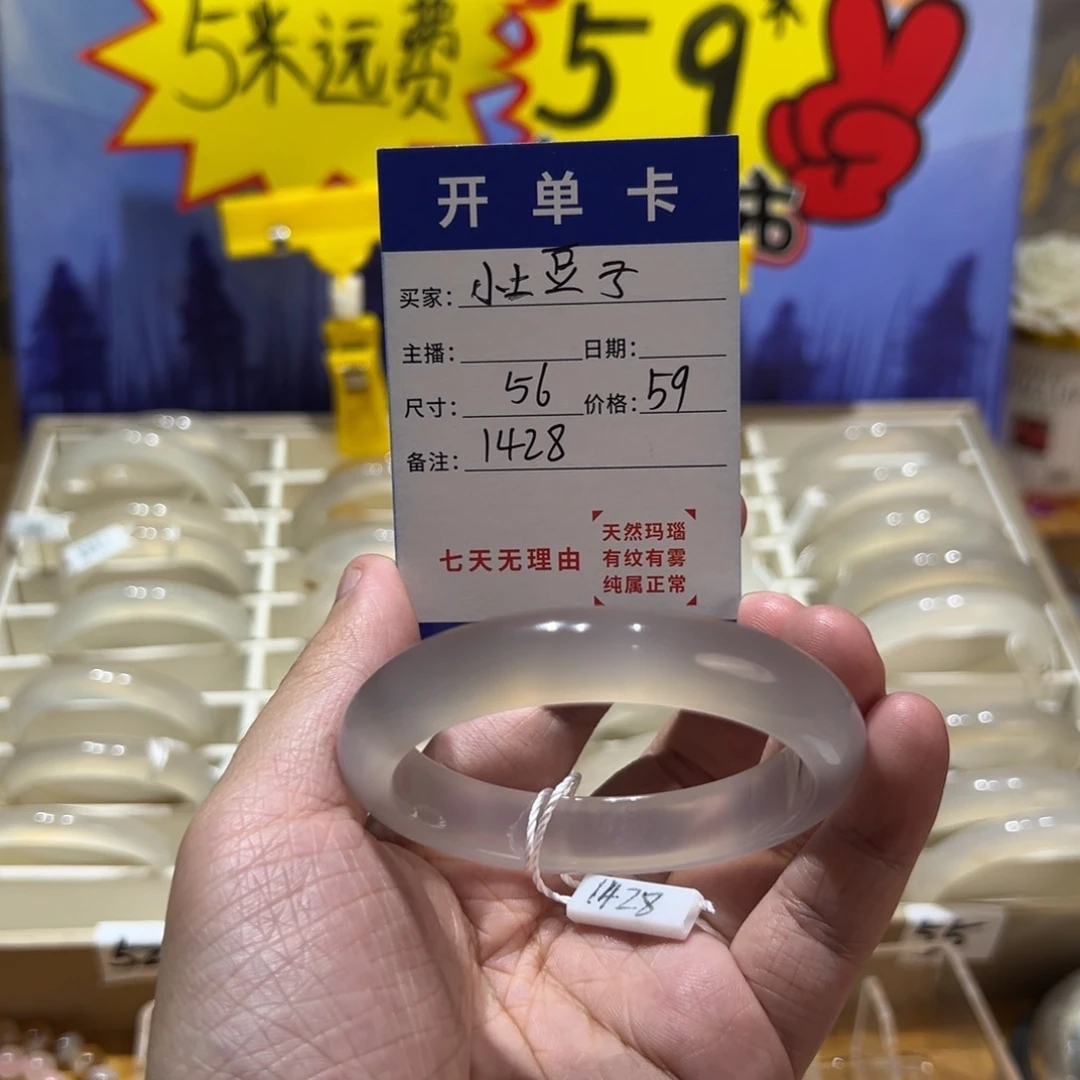 5米运费
59
开单卡
买家: 小土豆子
主播: 日期:
尺寸: 56 价格: 59
备注: 1428
七天无理由
天然玛瑙
有纹有雾
纯属正常
1428
52
55